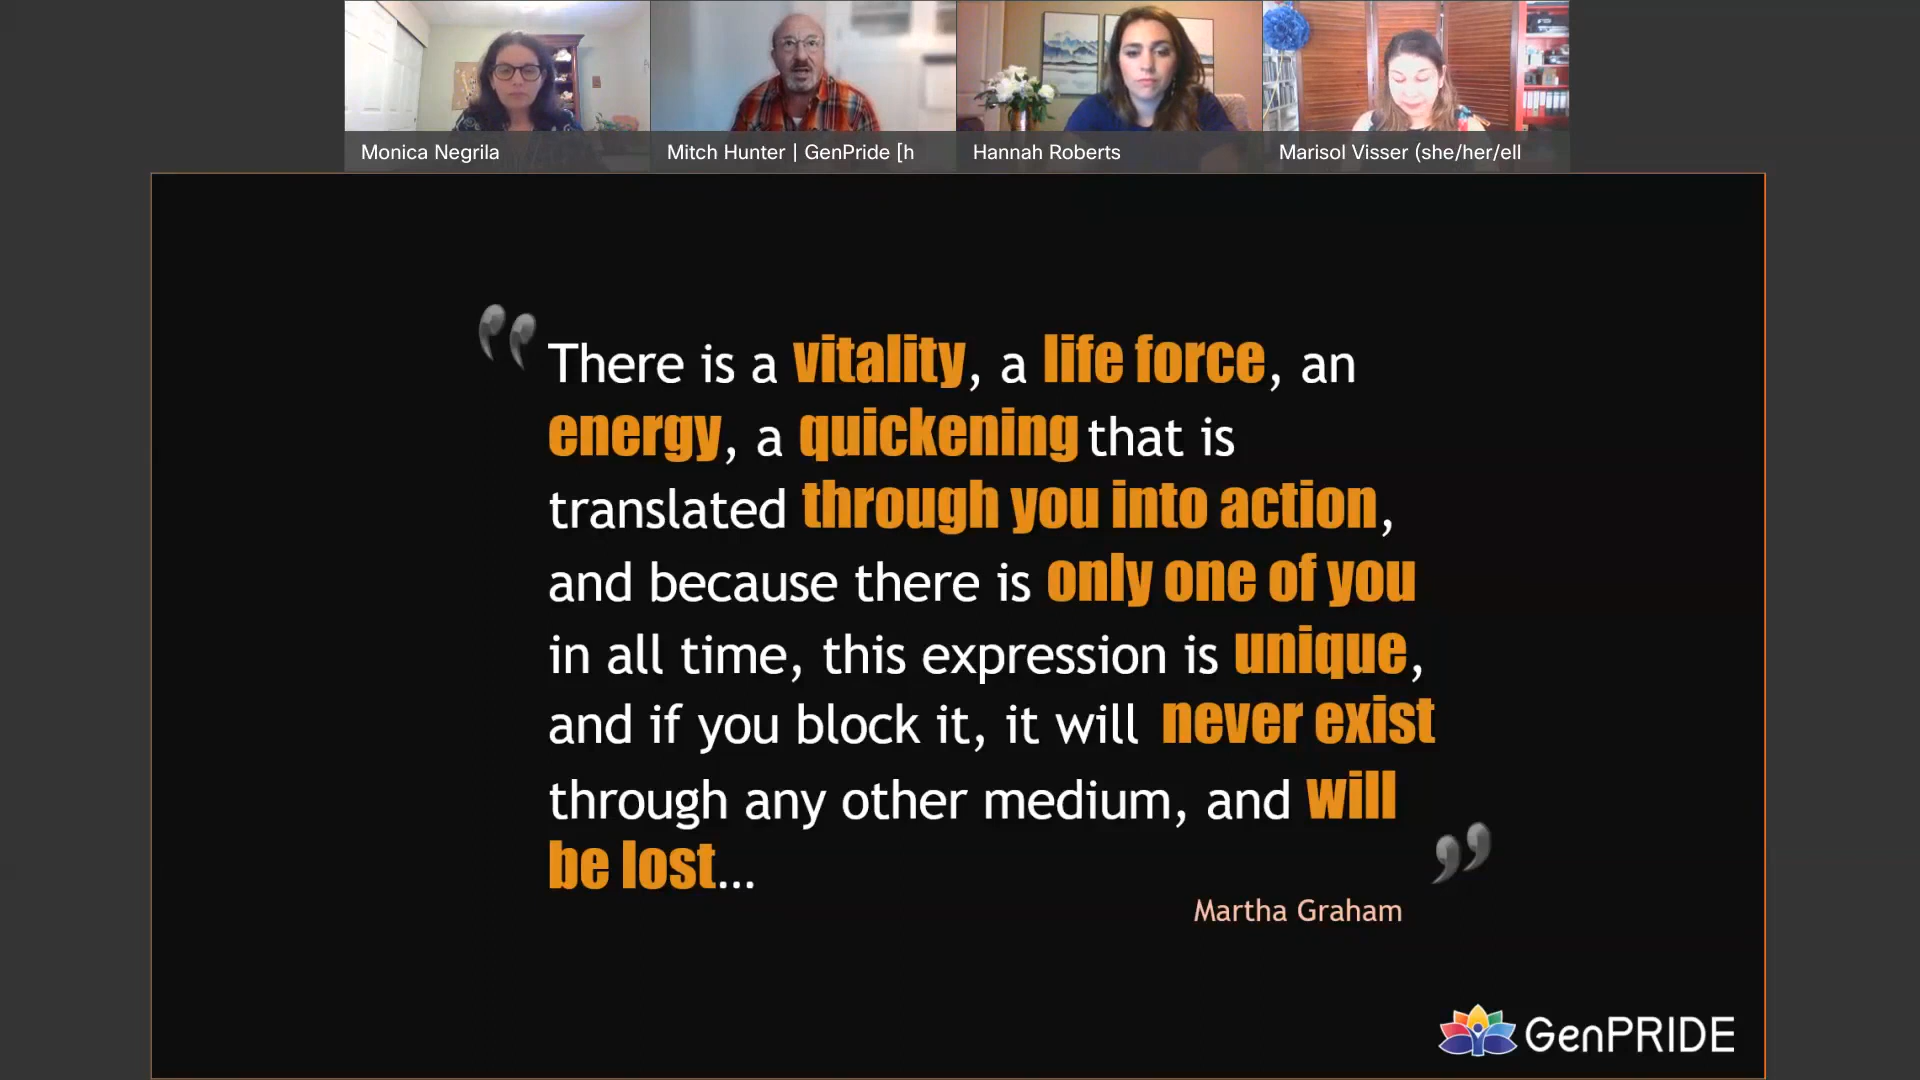 Monica Negrila
Mitch Hunter | GenPride [h
Hannah Roberts
Marisol Visser (she/her/ell
“There is a vitality, a life force, an
energy, a quickening that is
translated through you into action,
and because there is only one of you
in all time, this expression is unique,
and if you block it, it will never exist
through any other medium, and will
be lost...”
Martha Graham
GenPRIDE